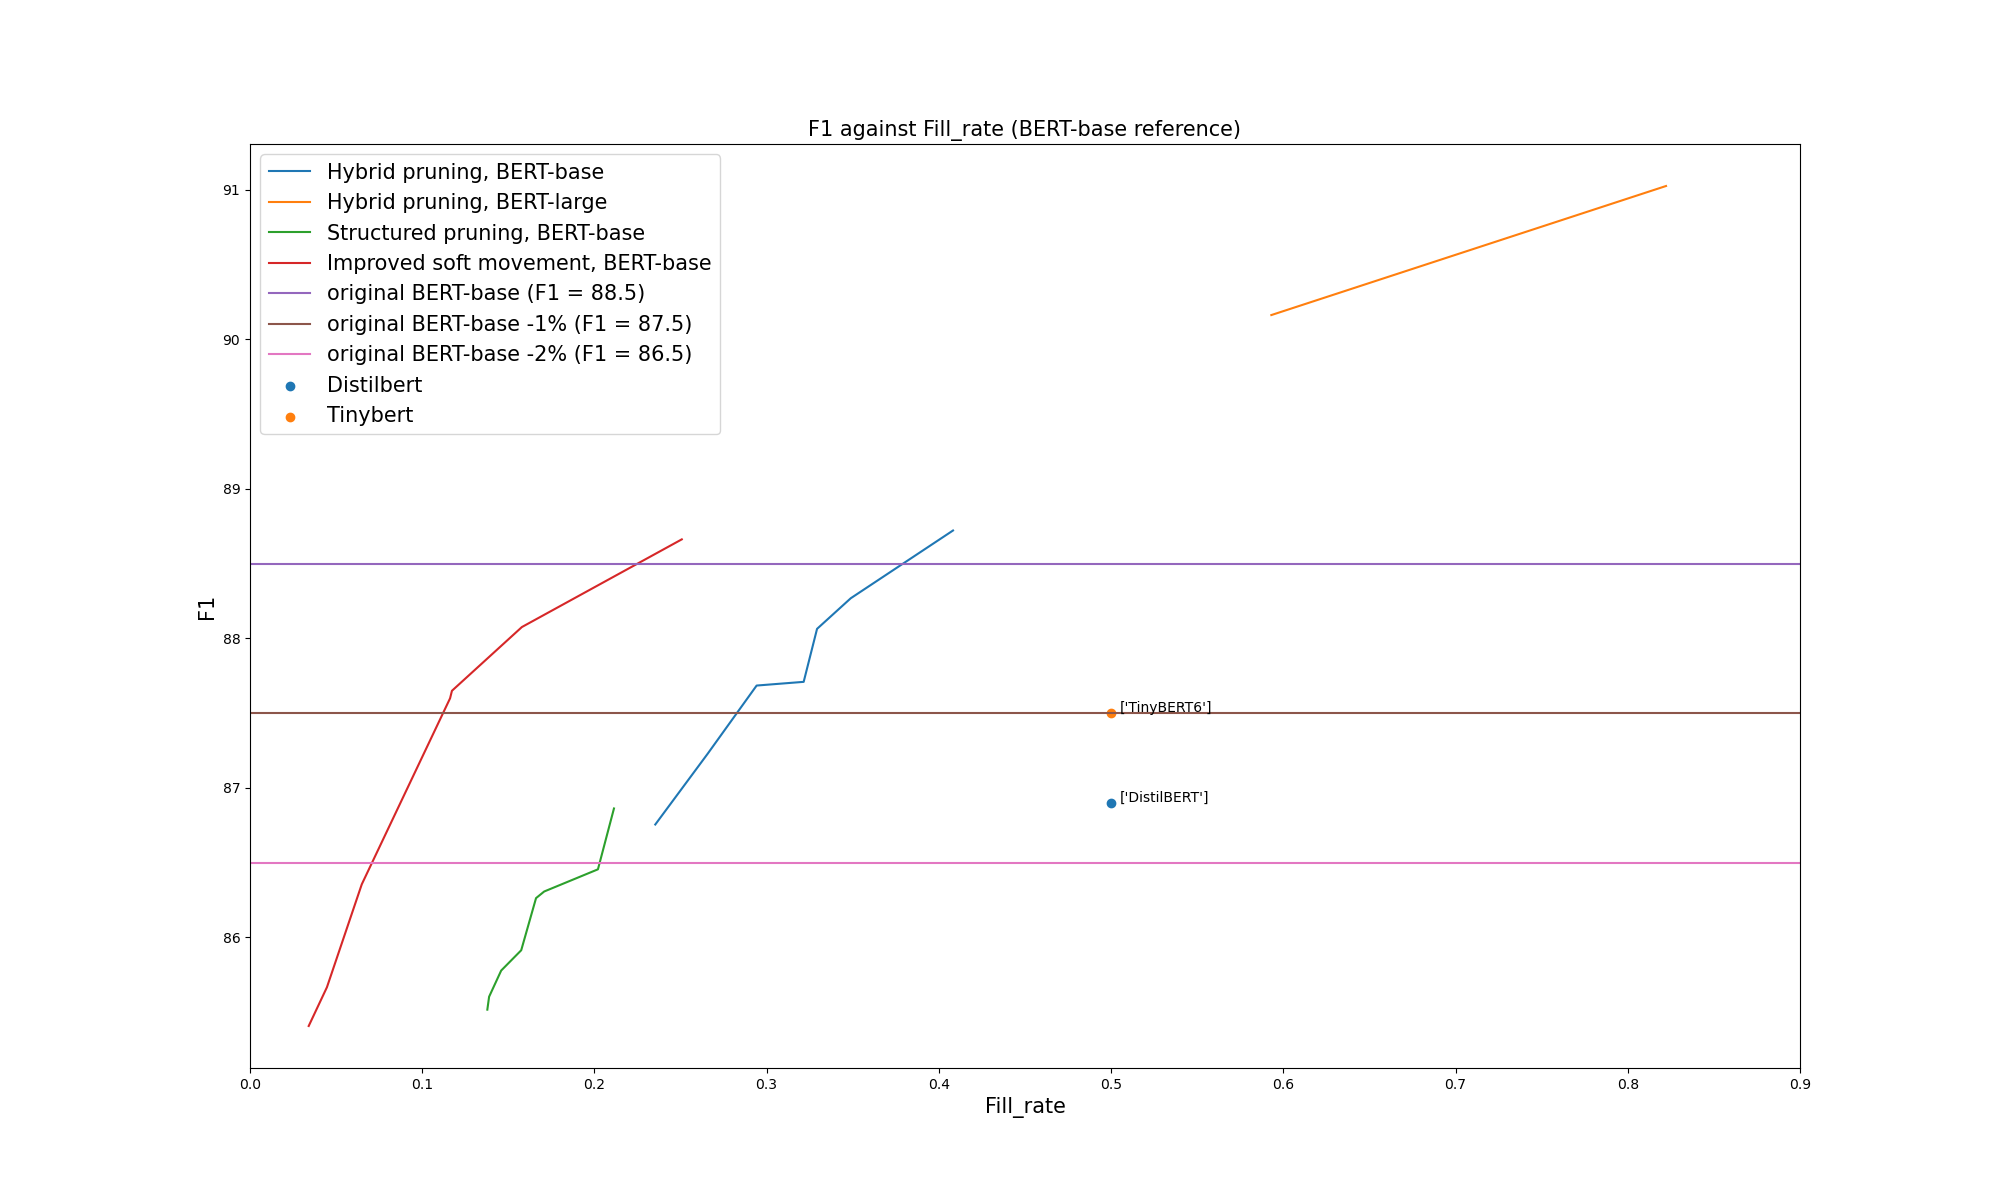 F1 against Fill_rate (BERT-base reference)
Hybrid pruning, BERT-base
Hybrid pruning, BERT-large
Structured pruning, BERT-base
Improved soft movement, BERT-base
original BERT-base (F1 = 88.5)
original BERT-base -1% (F1 = 87.5)
original BERT-base -2% (F1 = 86.5)
Distilbert
Tinybert
91
90
89
88
87
86
F1
['TinyBERT6']
['DistilBERT']
0.0 0.1 0.2 0.3 0.4 0.5 0.6 0.7 0.8 0.9
Fill_rate